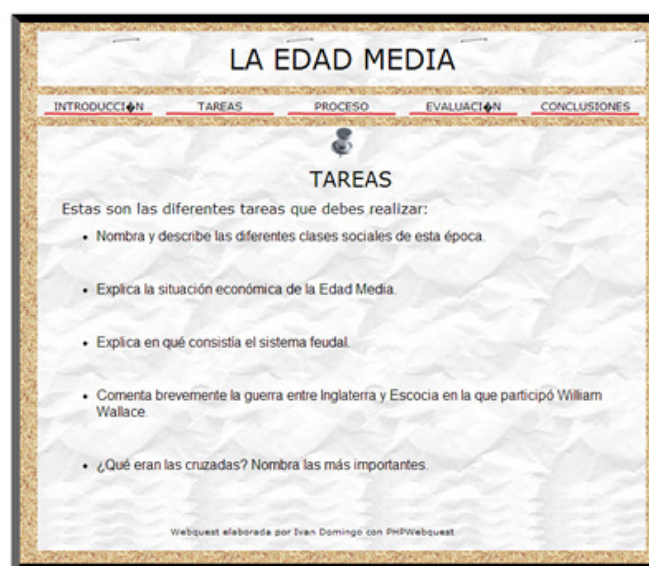 LA EDAD MEDIA
INTRODUCCI�N TAREAS PROCESO EVALUACI�N CONCLUSIONES
TAREAS
Estas son las diferentes tareas que debes realizar:
• Nombra y describe las diferentes clases sociales de esta época.
• Explica la situación económica de la Edad Media.
• Explica en qué consistía el sistema feudal.
• Comenta brevemente la guerra entre Inglaterra y Escocia en la que participó William
Wallace.
• ¿Qué eran las cruzadas? Nombra las más importantes.
Webquest elaborada por Ivan Domingo con PHPWebquest